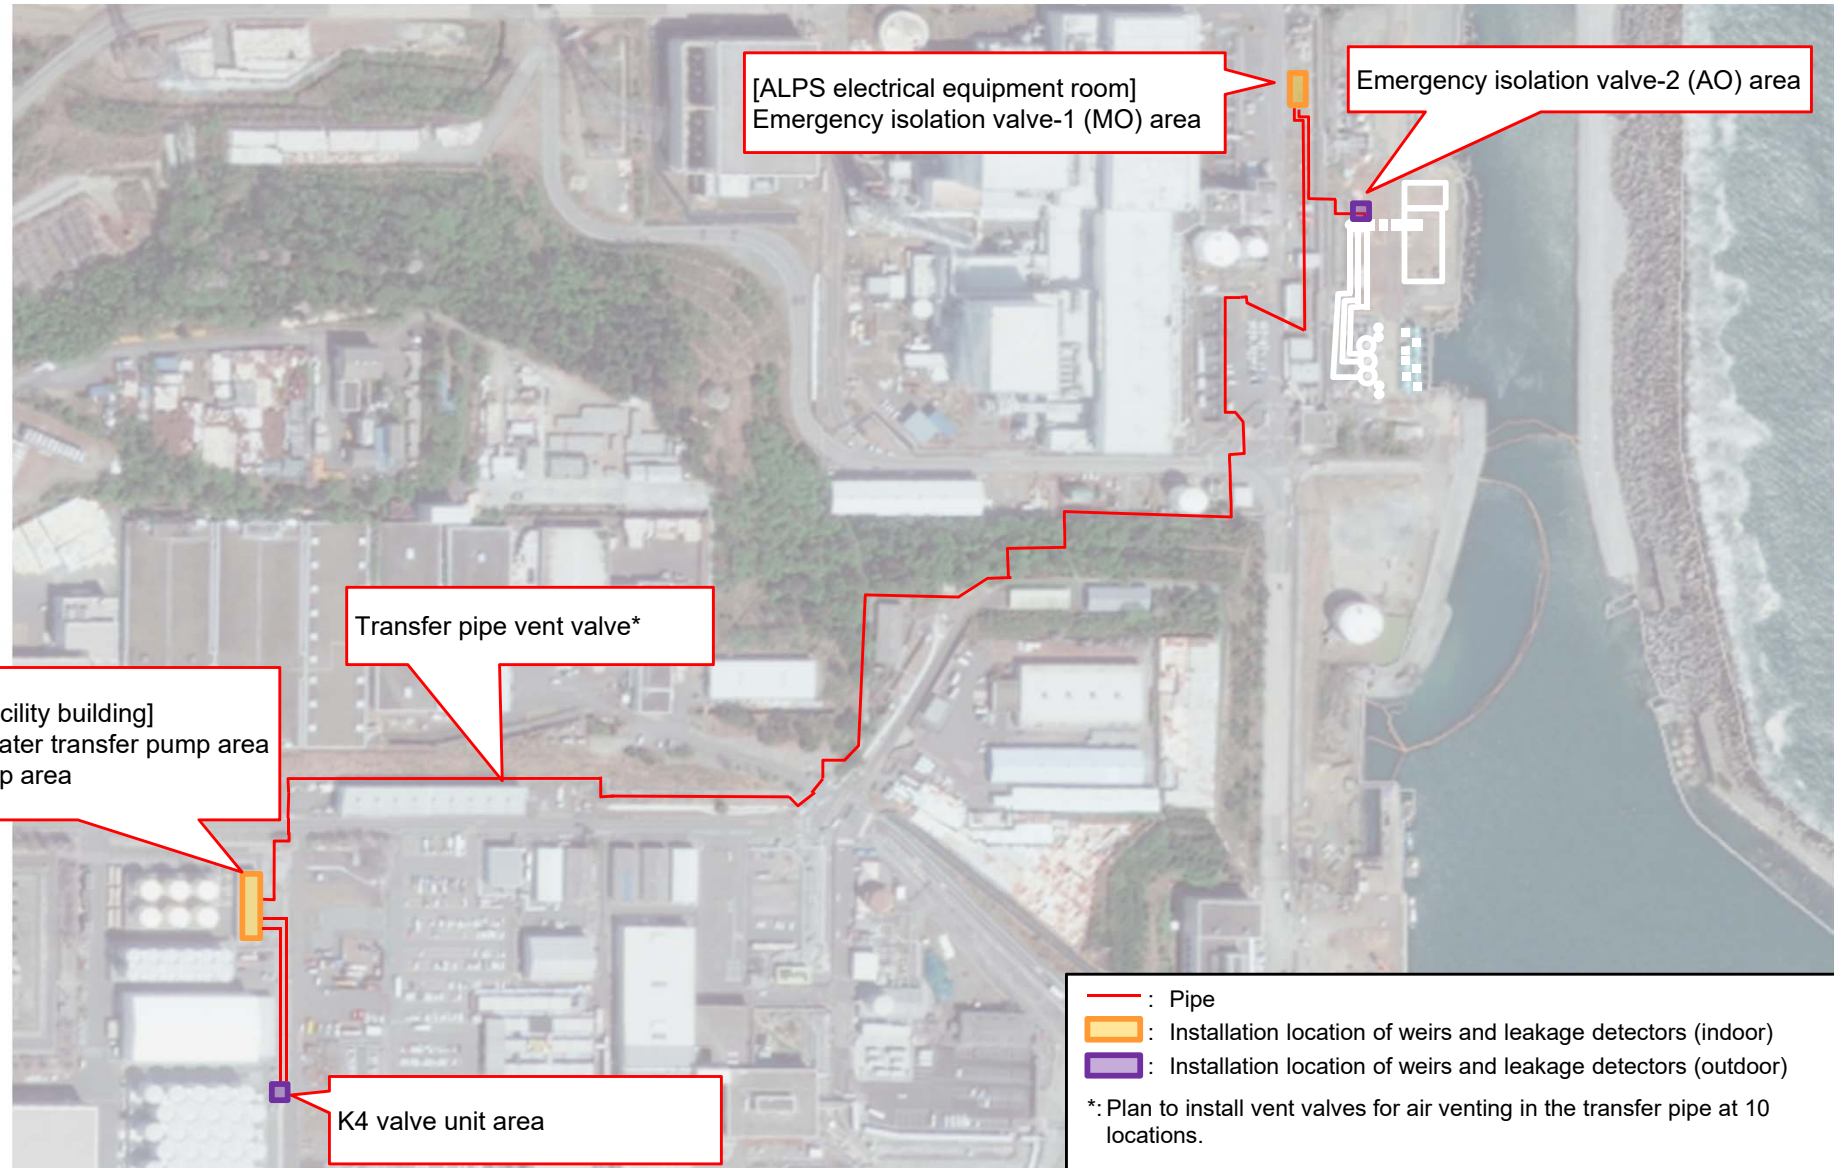 [ALPS electrical equipment room]
Emergency isolation valve-1 (MO) area
Emergency isolation valve-2 (AO) area
Transfer pipe vent valve*
cility building]
ater transfer pump area
p area
K4 valve unit area
: Pipe
: Installation location of weirs and leakage detectors (indoor)
: Installation location of weirs and leakage detectors (outdoor)
*: Plan to install vent valves for air venting in the transfer pipe at 10
locations.